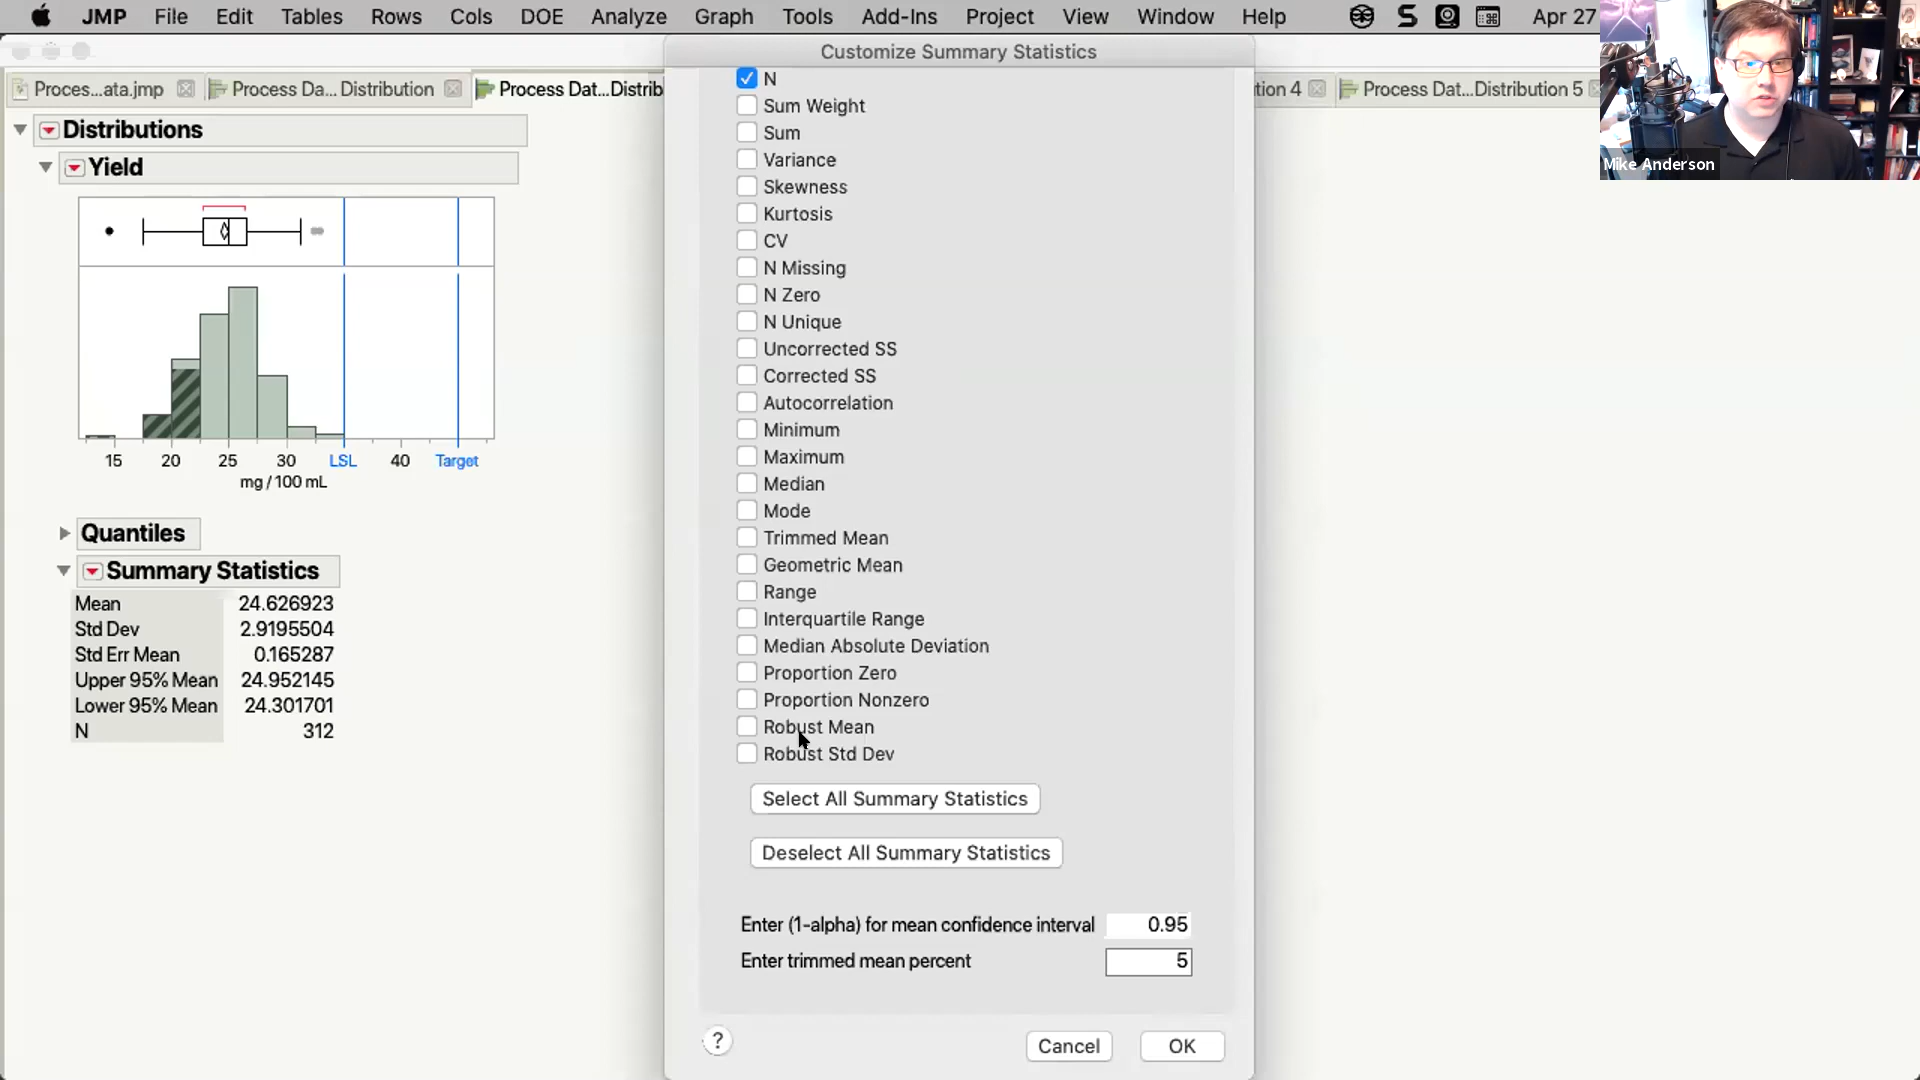 JMP File Edit Tables Rows Cols DOE Analyze Graph Tools Add-Ins Project View Window Help Apr 27
Customize Summary Statistics
Proces...ata.jmp Process Da... Distribution Process Dat...Distrib tion 4 Process Dat...Distribution 5
Mike Anderson
Distributions
Yield
15 20 25 30 LSL 40 Target
mg / 100 mL
Quantiles
Summary Statistics
Mean 24.626923
Std Dev 2.9195504
Std Err Mean 0.165287
Upper 95% Mean 24.952145
Lower 95% Mean 24.301701
N 312
N
Sum Weight
Sum
Variance
Skewness
Kurtosis
CV
N Missing
N Zero
N Unique
Uncorrected SS
Corrected SS
Autocorrelation
Minimum
Maximum
Median
Mode
Trimmed Mean
Geometric Mean
Range
Interquartile Range
Median Absolute Deviation
Proportion Zero
Proportion Nonzero
Robust Mean
Robust Std Dev
Select All Summary Statistics
Deselect All Summary Statistics
Enter (1-alpha) for mean confidence interval 0.95
Enter trimmed mean percent 5
? Cancel OK